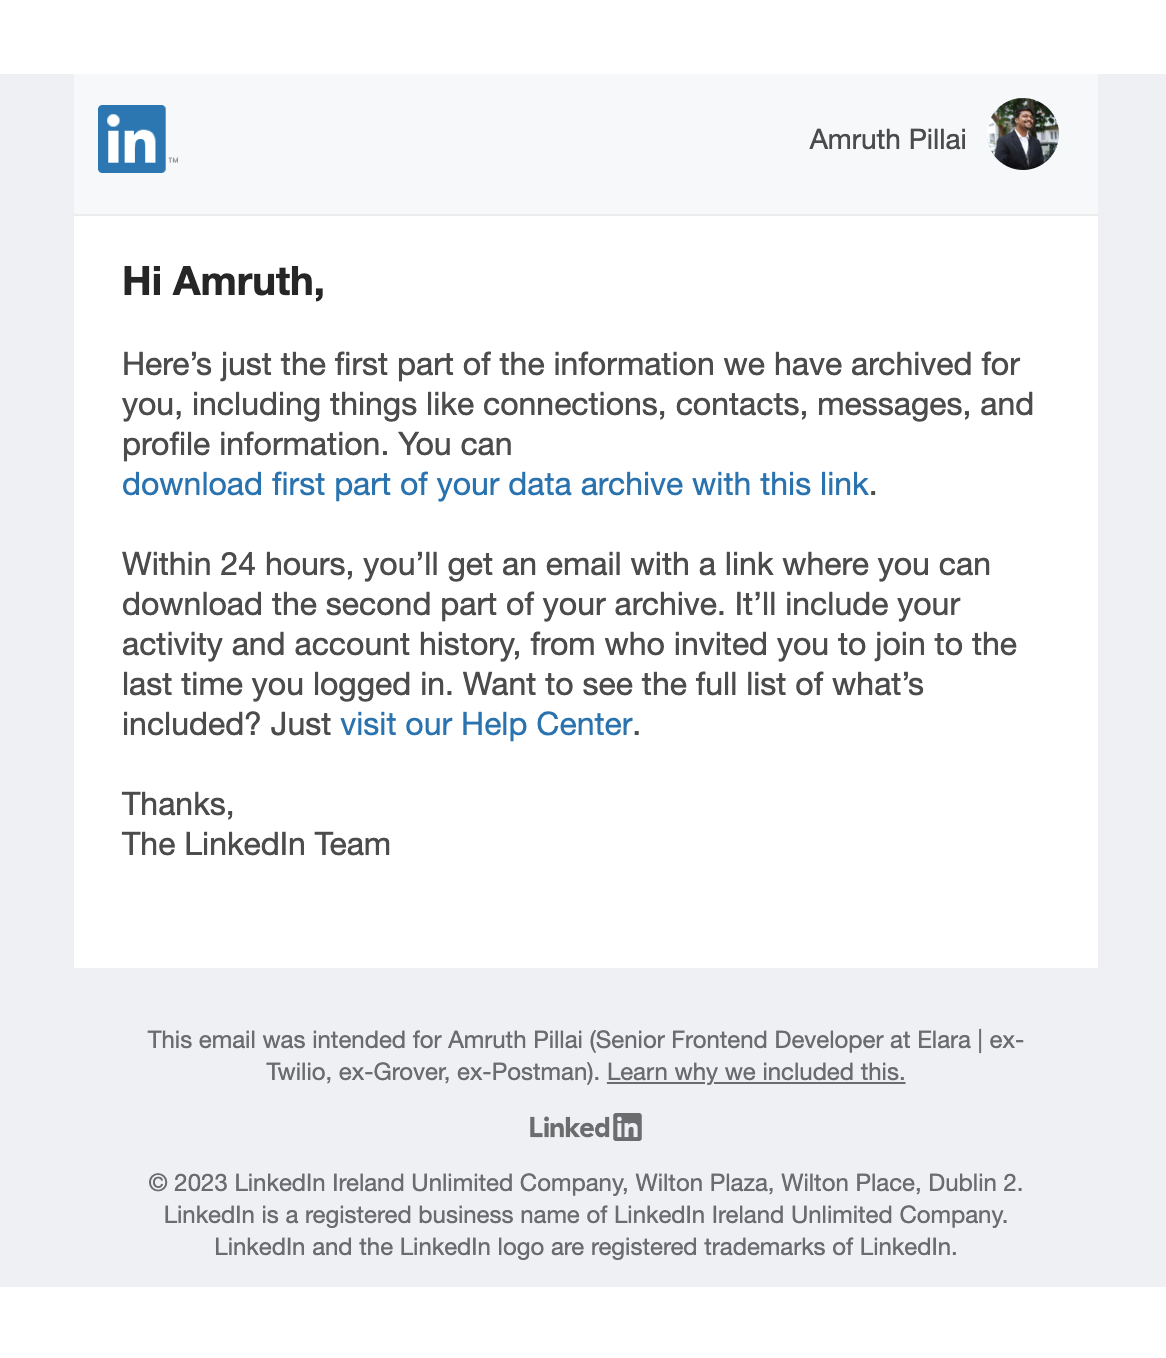 in™
Amruth Pillai
Hi Amruth,
Here’s just the first part of the information we have archived for
you, including things like connections, contacts, messages, and
profile information. You can
download first part of your data archive with this link.
Within 24 hours, you’ll get an email with a link where you can
download the second part of your archive. It’ll include your
activity and account history, from who invited you to join to the
last time you logged in. Want to see the full list of what’s
included? Just visit our Help Center.
Thanks,
The LinkedIn Team
This email was intended for Amruth Pillai (Senior Frontend Developer at Elara | ex-
Twilio, ex-Grover, ex-Postman). Learn why we included this.
Linkedin
© 2023 LinkedIn Ireland Unlimited Company, Wilton Plaza, Wilton Place, Dublin 2.
LinkedIn is a registered business name of LinkedIn Ireland Unlimited Company.
LinkedIn and the LinkedIn logo are registered trademarks of LinkedIn.